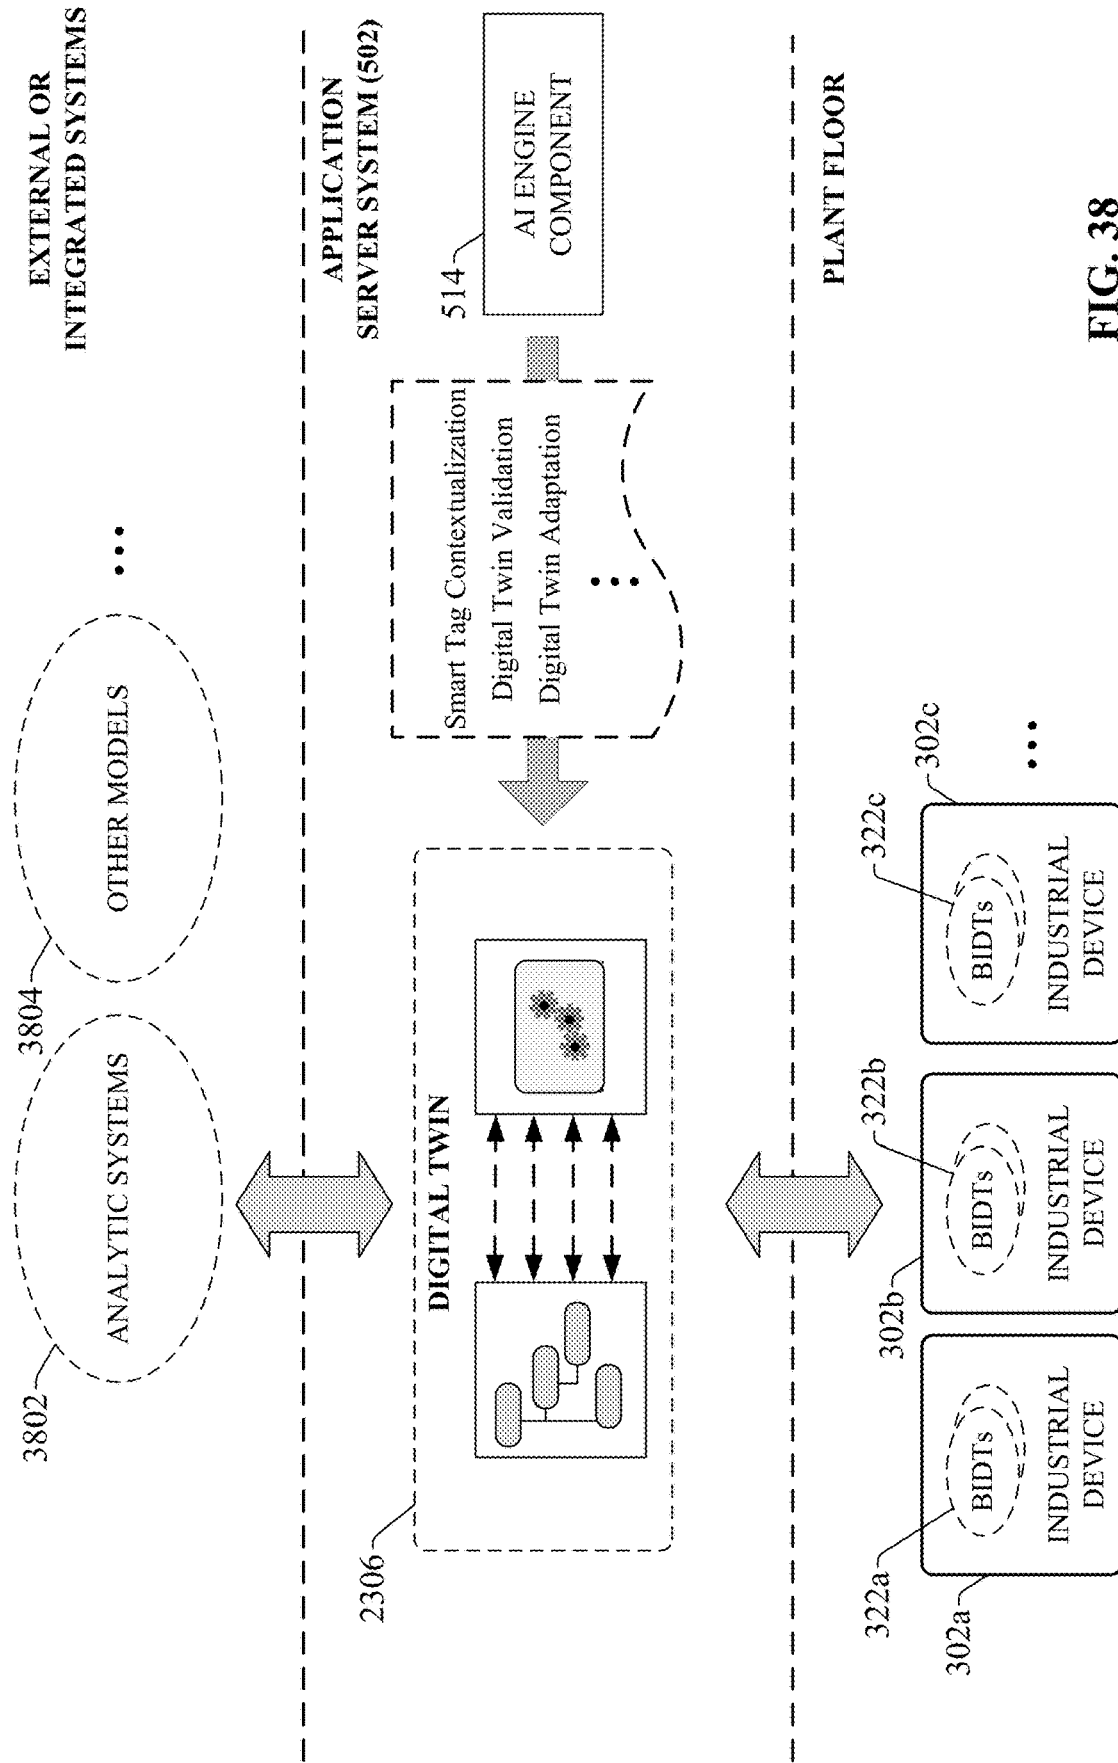 EXTERNAL OR
INTEGRATED SYSTEMS
3802
ANALYTIC SYSTEMS
3804
OTHER MODELS
...
APPLICATION
SERVER SYSTEM (502)
2306
DIGITAL TWIN
Smart Tag Contextualization
Digital Twin Validation
Digital Twin Adaptation
...
514
AI ENGINE
COMPONENT
PLANT FLOOR
322a
302a
BIDTs
INDUSTRIAL
DEVICE
302b
322b
BIDTs
INDUSTRIAL
DEVICE
322c
302c
BIDTs
INDUSTRIAL
DEVICE
...
FIG. 38